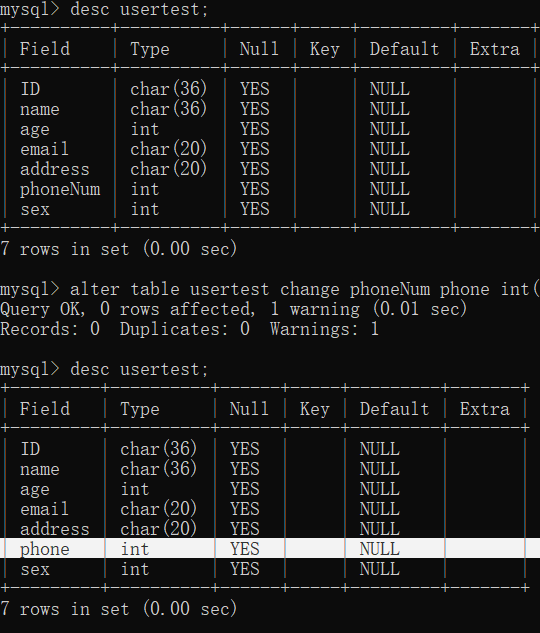 mysql> desc usertest;
+----------+----------+------+-----+---------+-------+
| Field    | Type     | Null | Key | Default | Extra |
+----------+----------+------+-----+---------+-------+
| ID       | char(36) | YES  |     | NULL    |       |
| name     | char(36) | YES  |     | NULL    |       |
| age      | int      | YES  |     | NULL    |       |
| email    | char(20) | YES  |     | NULL    |       |
| address  | char(20) | YES  |     | NULL    |       |
| phoneNum | int      | YES  |     | NULL    |       |
| sex      | int      | YES  |     | NULL    |       |
+----------+----------+------+-----+---------+-------+
7 rows in set (0.00 sec)
mysql> alter table usertest change phoneNum phone int(
Query OK, 0 rows affected, 1 warning (0.01 sec)
Records: 0  Duplicates: 0  Warnings: 1
mysql> desc usertest;
+---------+----------+------+-----+---------+-------+
| Field   | Type     | Null | Key | Default | Extra |
+---------+----------+------+-----+---------+-------+
| ID      | char(36) | YES  |     | NULL    |       |
| name    | char(36) | YES  |     | NULL    |       |
| age     | int      | YES  |     | NULL    |       |
| email   | char(20) | YES  |     | NULL    |       |
| address | char(20) | YES  |     | NULL    |       |
| phone   | int      | YES  |     | NULL    |       |
| sex     | int      | YES  |     | NULL    |       |
+---------+----------+------+-----+---------+-------+
7 rows in set (0.00 sec)